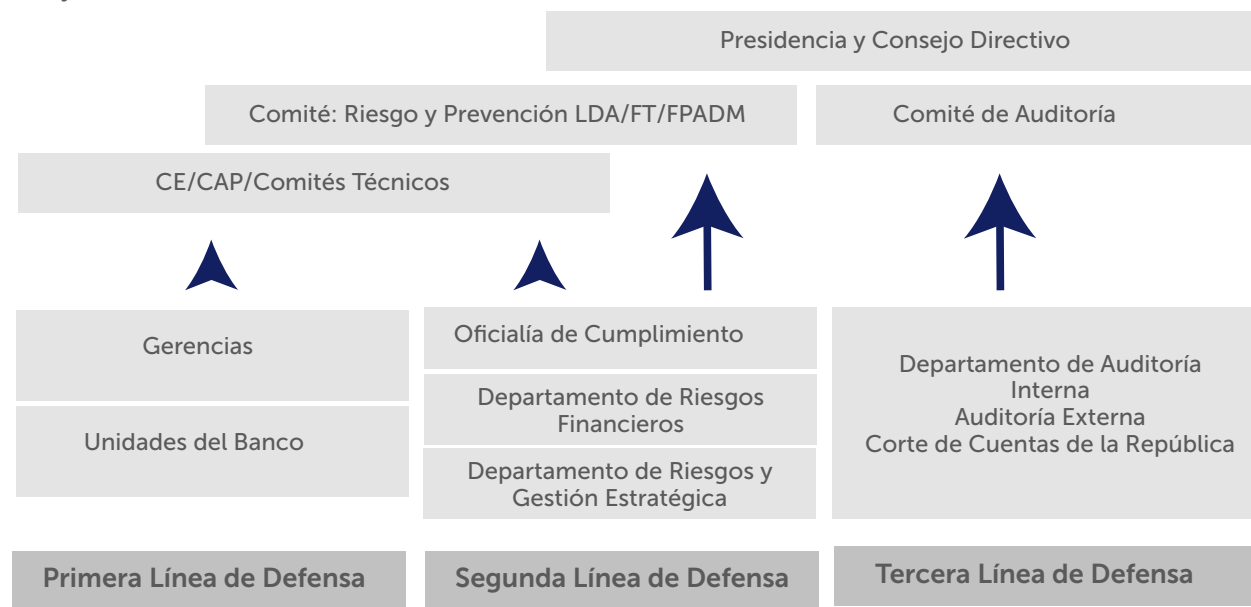 Presidencia y Consejo Directivo
Comité: Riesgo y Prevención LDA/FT/FPADM
Comité de Auditoría
CE/CAP/Comités Técnicos
Gerencias
Unidades del Banco
Oficialía de Cumplimiento
Departamento de Riesgos
Financieros
Departamento de Riesgos y
Gestión Estratégica
Departamento de Auditoría
Interna
Auditoría Externa
Corte de Cuentas de la República
Primera Línea de Defensa
Segunda Línea de Defensa
Tercera Línea de Defensa